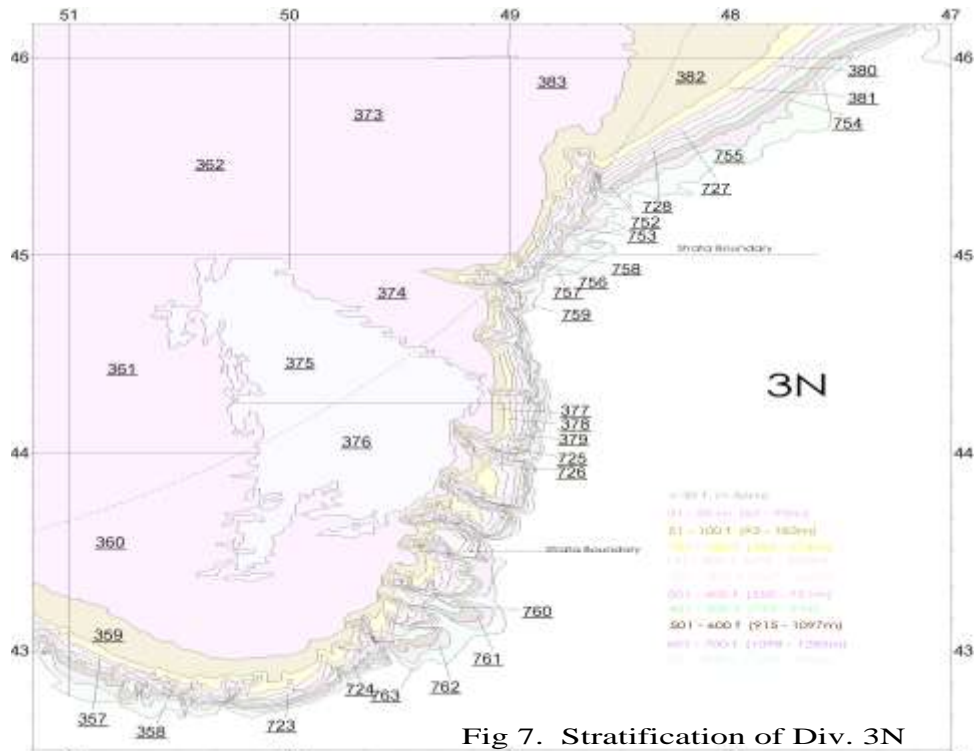 51 50 49 48 47
46 46
383 382 380
373 381
754
362 755
727
728
752
753
45 Strata Boundary 45
758
374 756
757
759
375
361 3N
377
376 378
379
44 725 44
726
51 - 100 f (93 - 183m)
360
Strata Boundary
760
501 - 600 f (915 - 1097m)
359 761
43 43
724 763 762
357 358 723
Fig 7. Stratification of Div. 3N